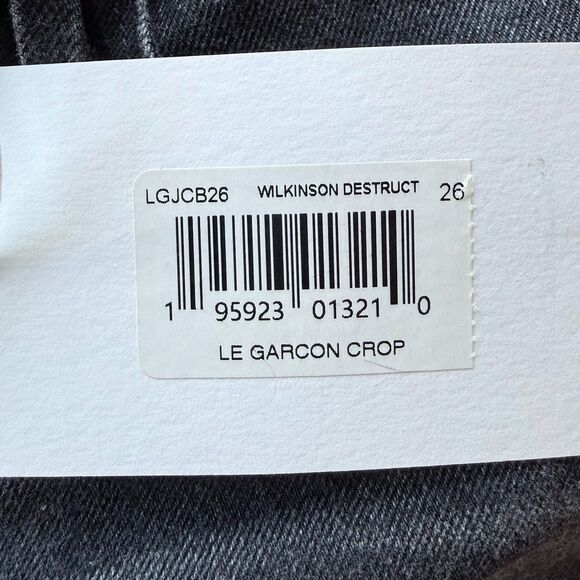 LGJCB26 WILKINSON DESTRUCT 26
1 95923 01321 0
LE GARCON CROP